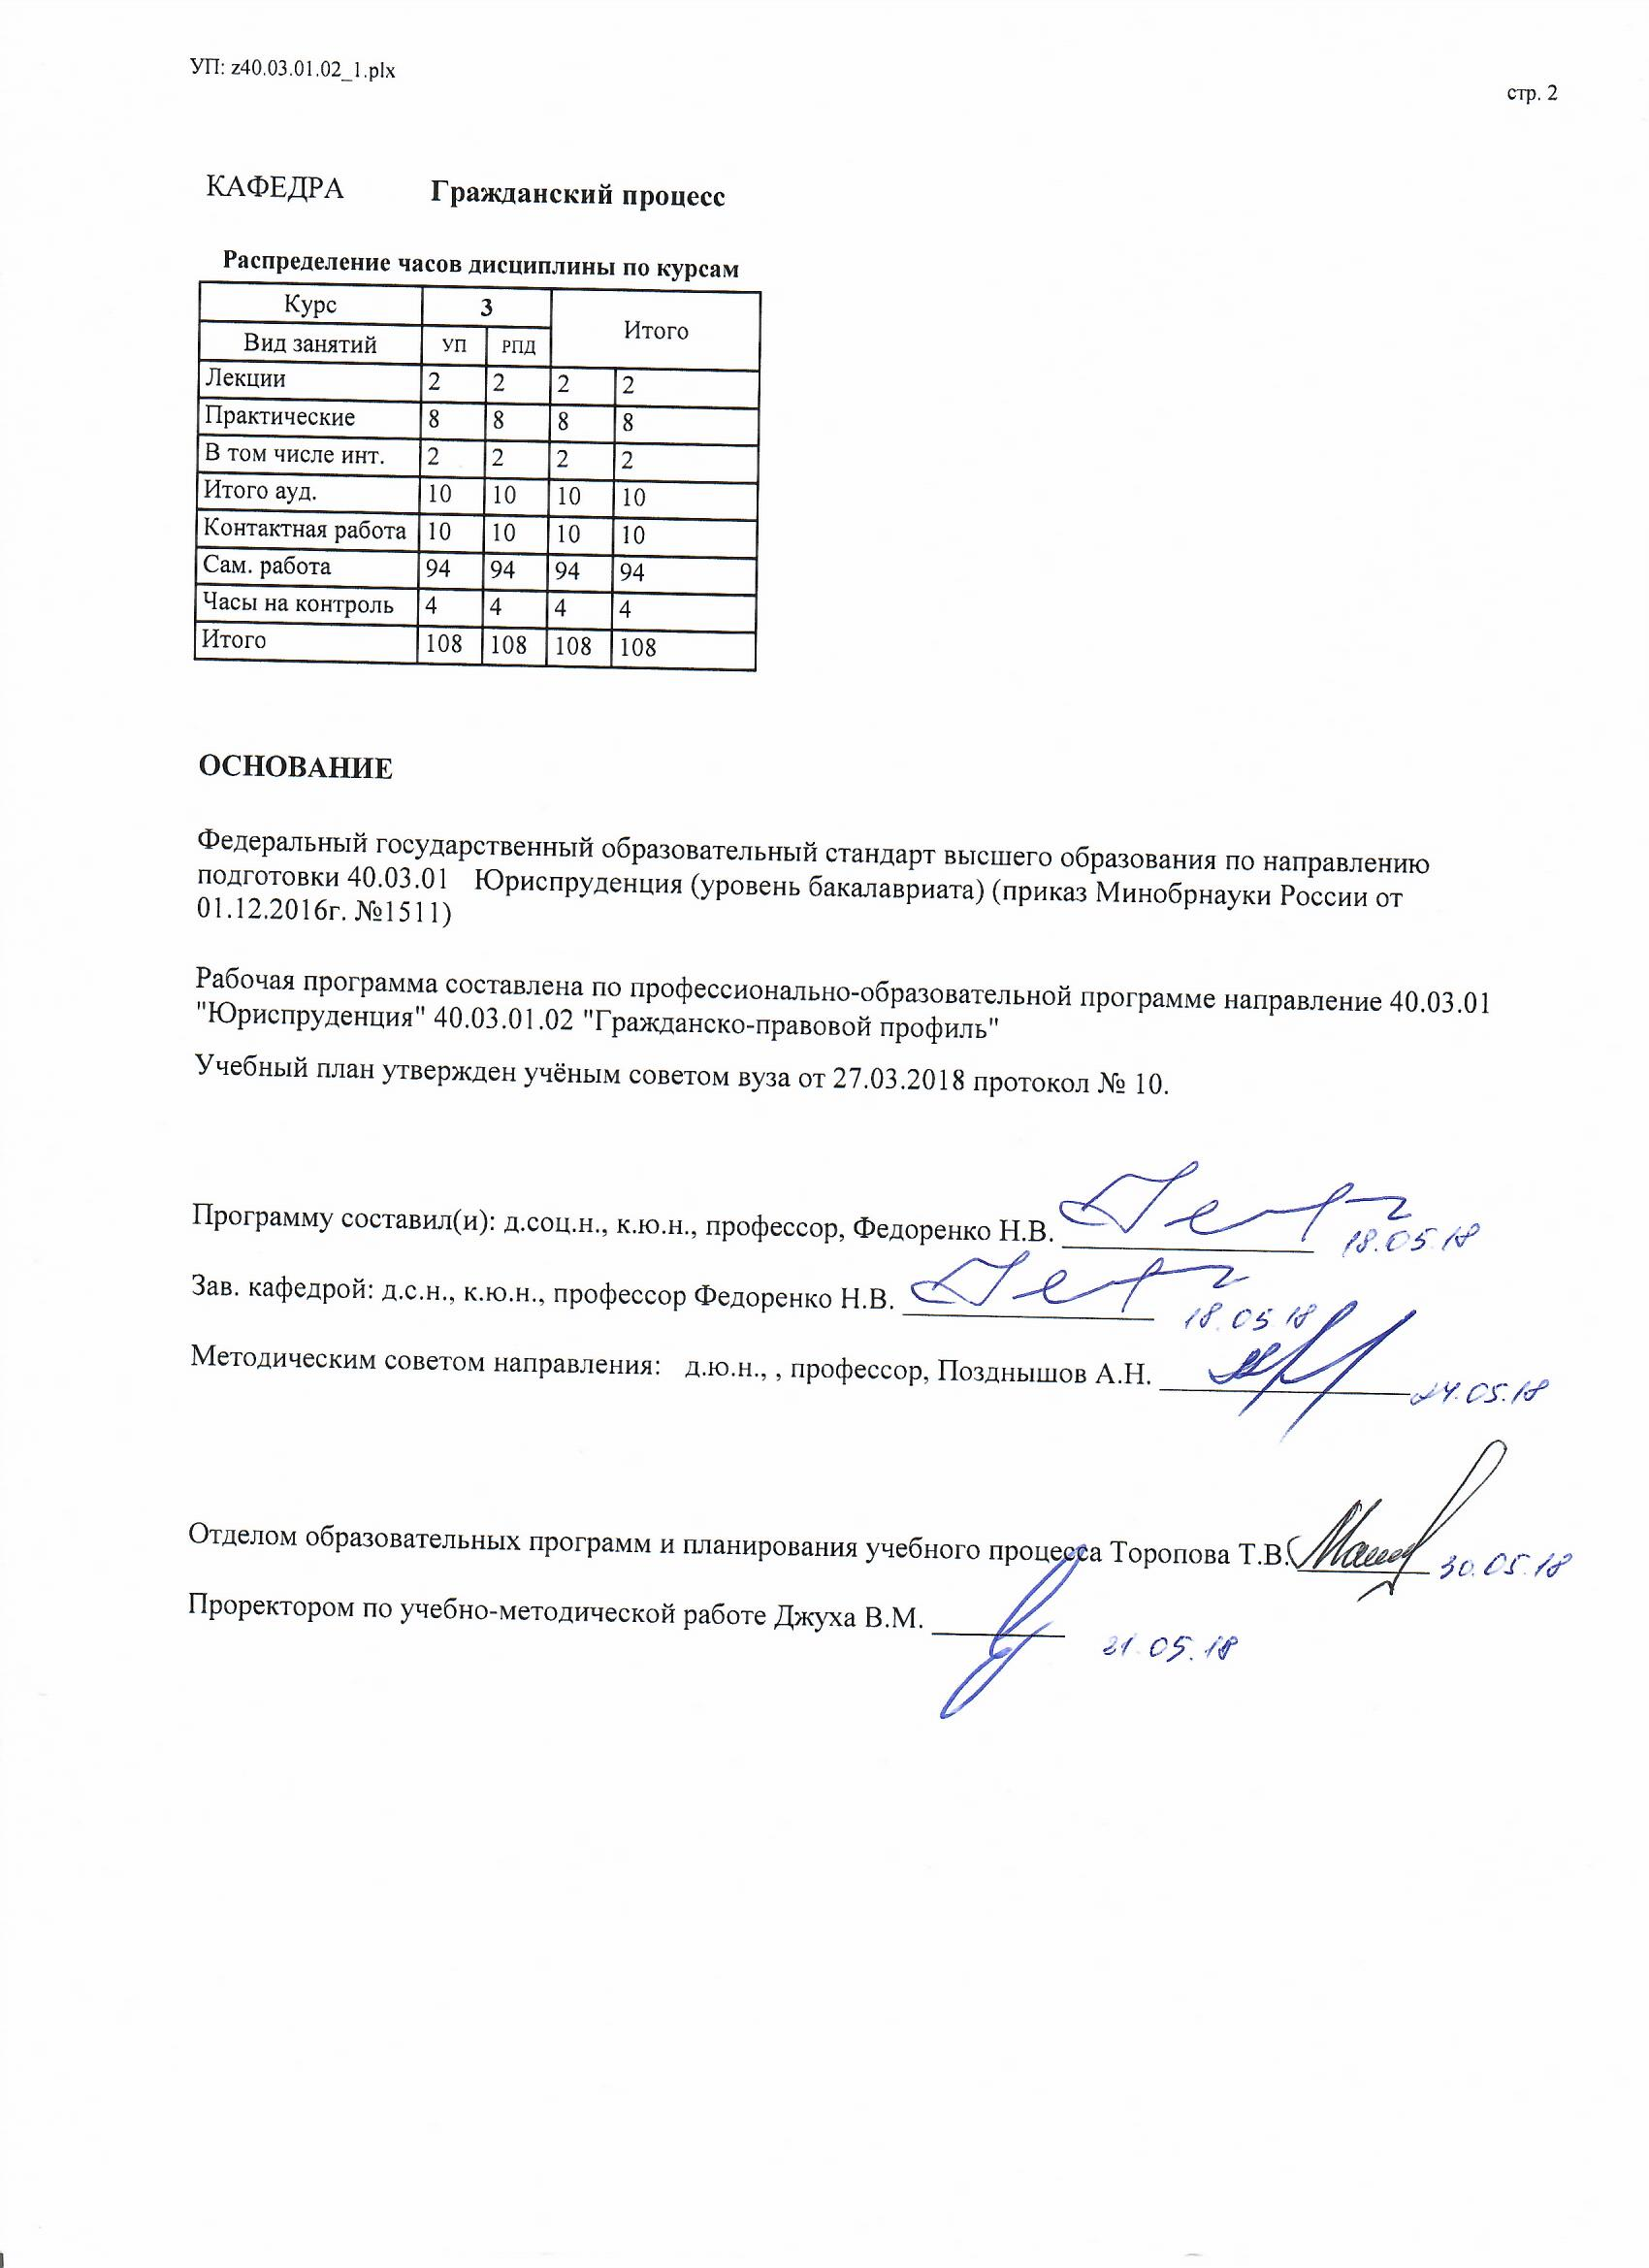 УП: z40.03.01.02_1.plx
стр. 2
КАФЕДРА Гражданский процесс
Распределение часов дисциплины по курсам
Курс 3 Итого
Вид занятий УП РПД
Лекции 2 2 2 2
Практические 8 8 8 8
В том числе инт. 2 2 2 2
Итого ауд. 10 10 10 10
Контактная работа 10 10 10 10
Сам. работа 94 94 94 94
Часы на контроль 4 4 4 4
Итого 108 108 108 108
ОСНОВАНИЕ
Федеральный государственный образовательный стандарт высшего образования по направлению
подготовки 40.03.01 Юриспруденция (уровень бакалавриата) (приказ Минобрнауки России от
01.12.2016г. №1511)
Рабочая программа составлена по профессионально-образовательной программе направление 40.03.01
"Юриспруденция" 40.03.01.02 "Гражданско-правовой профиль"
Учебный план утвержден учёным советом вуза от 27.03.2018 протокол № 10.
Программу составил(и): д.соц.н., к.ю.н., профессор, Федоренко Н.В. 18.05.18
Зав. кафедрой: д.с.н., к.ю.н., профессор Федоренко Н.В. 18.05.18
Методическим советом направления: д.ю.н., , профессор, Позднышов А.Н. 24.05.18
Отделом образовательных программ и планирования учебного процесса Торопова Т.В. 30.05.18
Проректором по учебно-методической работе Джуха В.М. 31.05.18